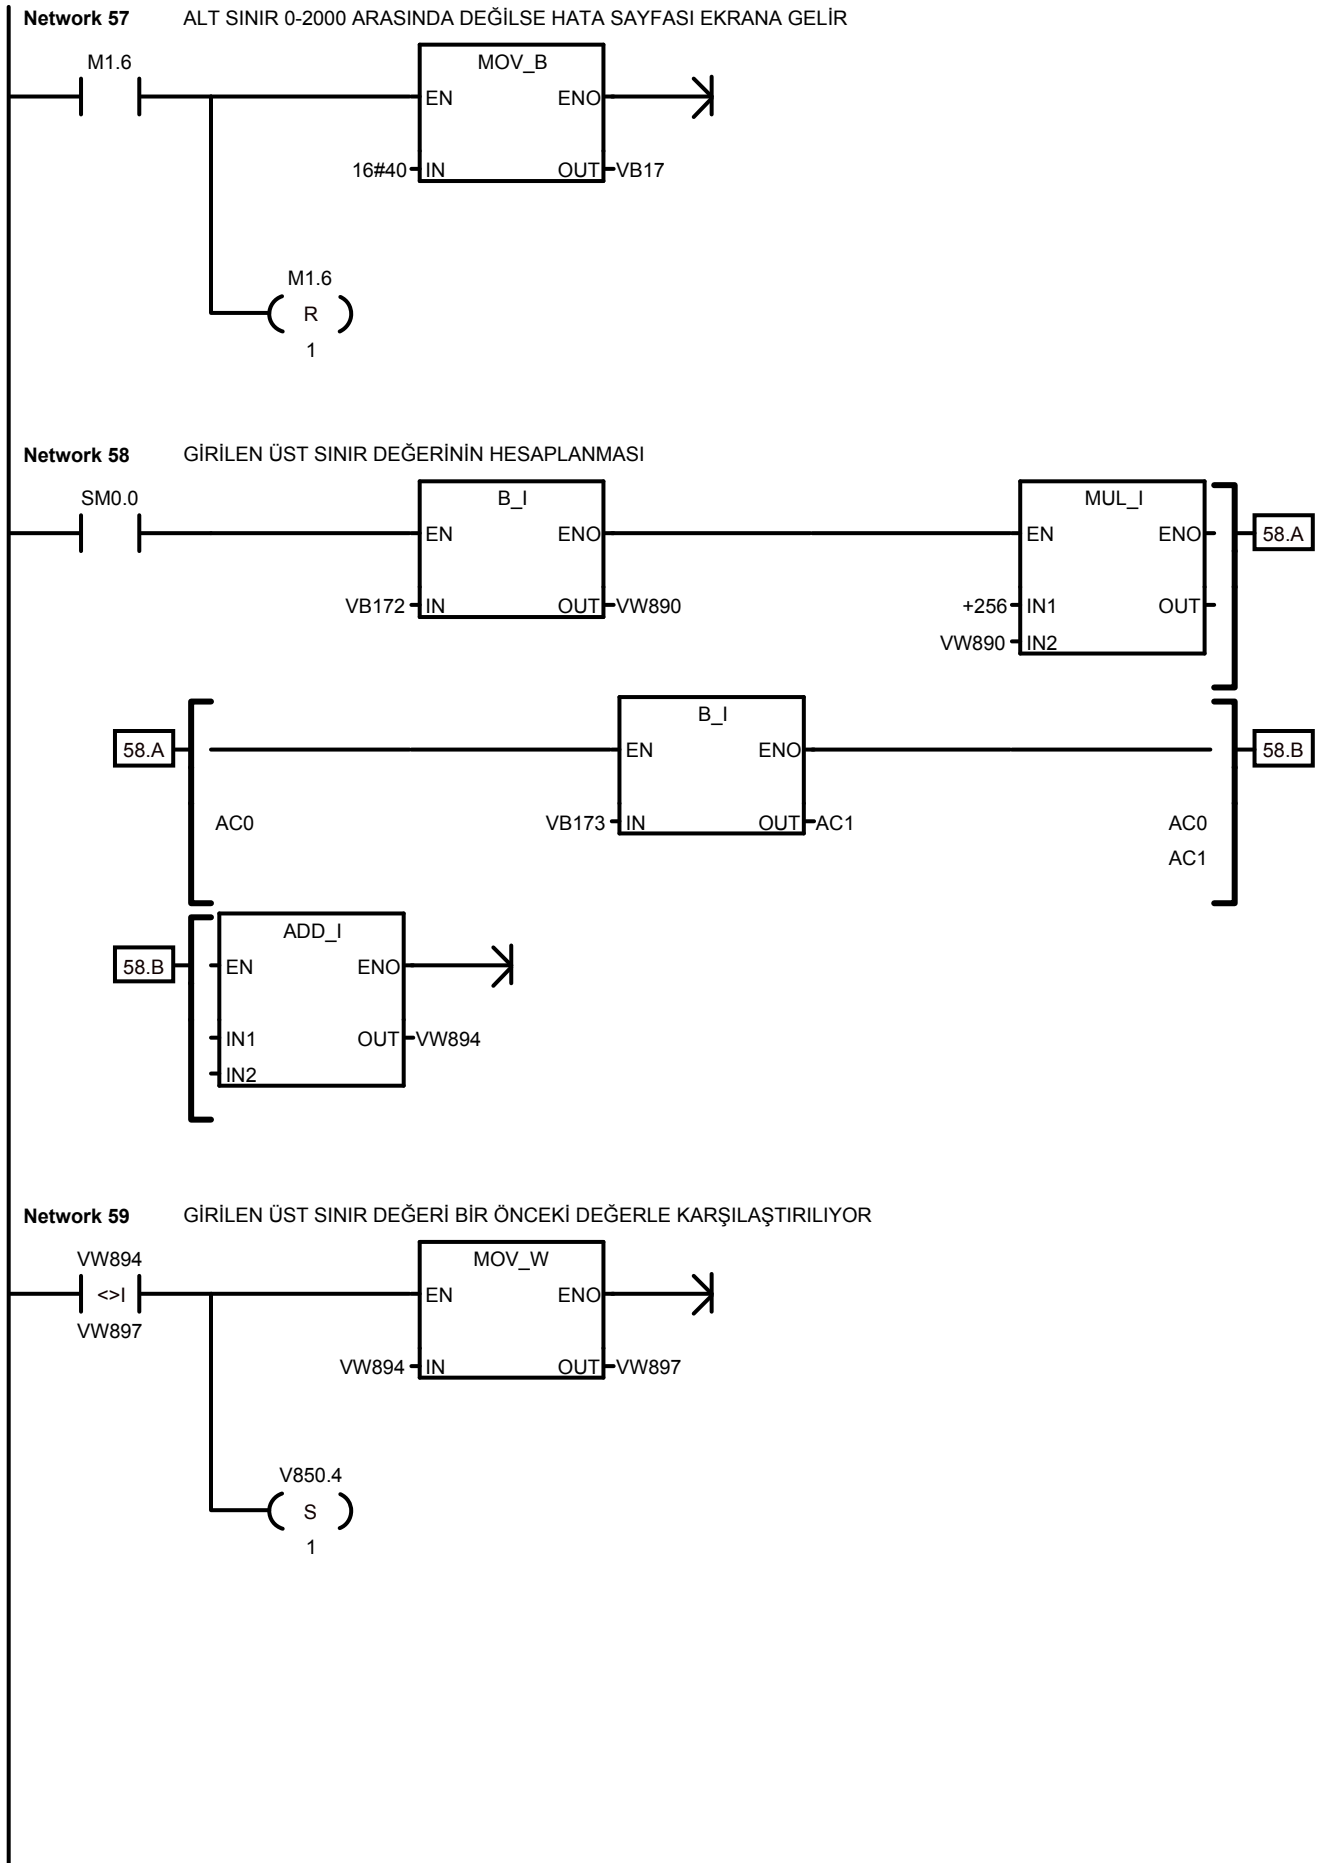 Network 57 ALT SINIR 0-2000 ARASINDA DEĞİLSE HATA SAYFASI EKRANA GELİR
M1.6 MOV_B
EN ENO
16#40 IN OUT VB17
M1.6
R
1
Network 58 GİRİLEN ÜST SINIR DEĞERİNİN HESAPLANMASI
SM0.0 B_I MUL_I
EN ENO EN ENO 58.A
VB172 IN OUT VW890 +256 IN1 OUT
VW890 IN2
B_I
58.A EN ENO 58.B
AC0 VB173 IN OUT AC1 AC0
AC1
ADD_I
58.B EN ENO
IN1 OUT VW894
IN2
Network 59 GİRİLEN ÜST SINIR DEĞERİ BİR ÖNCEKİ DEĞERLE KARŞILAŞTIRILIYOR
VW894 MOV_W
<>I EN ENO
VW897
VW894 IN OUT VW897
V850.4
S
1